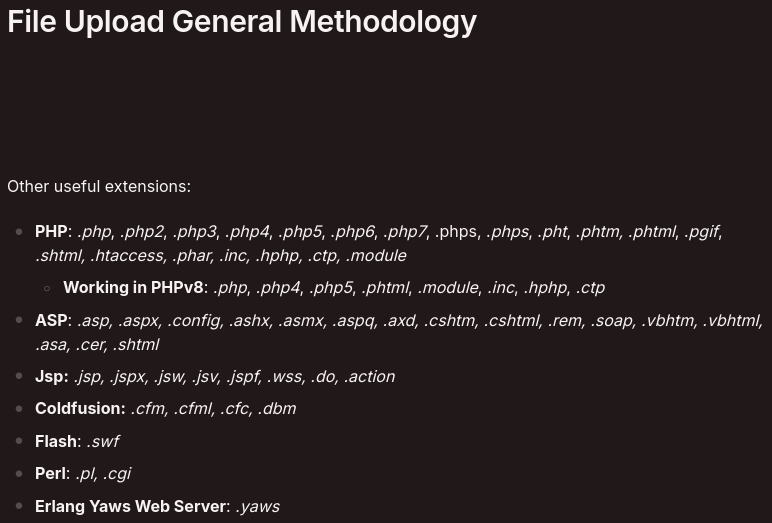 File Upload General Methodology
Other useful extensions:
PHP: .php, .php2, .php3, .php4, .php5, .php6, .php7, .phps, .phps, .pht, .phtm, .phtml, .pgif,
.shtml, .htaccess, .phar, .inc, .hphp, .ctp, .module
Working in PHPv8: .php, .php4, .php5, .phtml, .module, .inc, .hphp, .ctp
ASP: .asp, .aspx, .config, .ashx, .asmx, .aspq, .axd, .cshtm, .cshtml, .rem, .soap, .vbhtm, .vbhtml,
.asa, .cer, .shtml
Jsp: .jsp, .jspx, .jsw, .jsv, .jspf, .wss, .do, .action
Coldfusion: .cfm, .cfml, .cfc, .dbm
Flash: .swf
Perl: .pl, .cgi
Erlang Yaws Web Server: .yaws